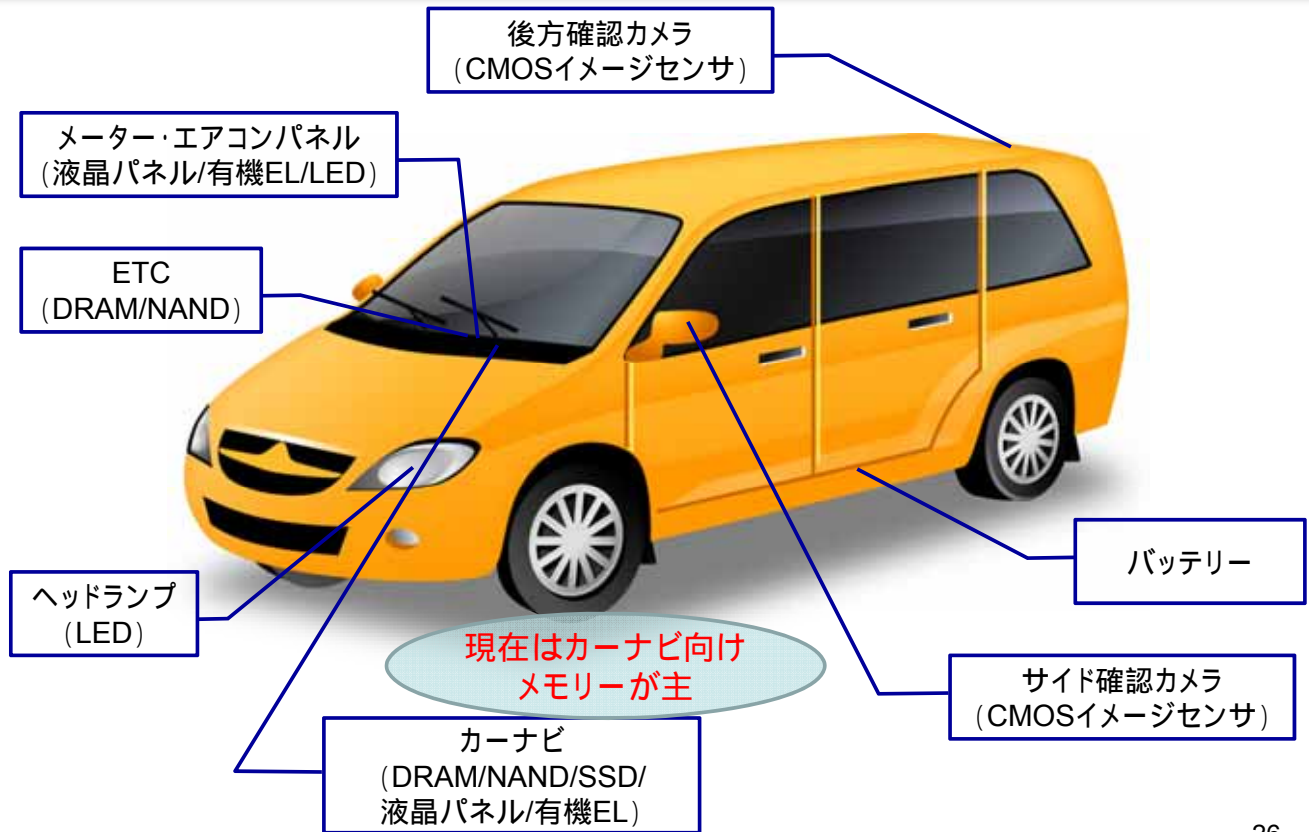 後方確認カメラ
(CMOSイメージセンサ)
メーター・エアコンパネル
(液晶パネル/有機EL/LED)
ETC
(DRAM/NAND)
バッテリー
ヘッドランプ
(LED)
現在はカーナビ向け
メモリーが主
サイド確認カメラ
(CMOSイメージセンサ)
カーナビ
(DRAM/NAND/SSD/
液晶パネル/有機EL)
26